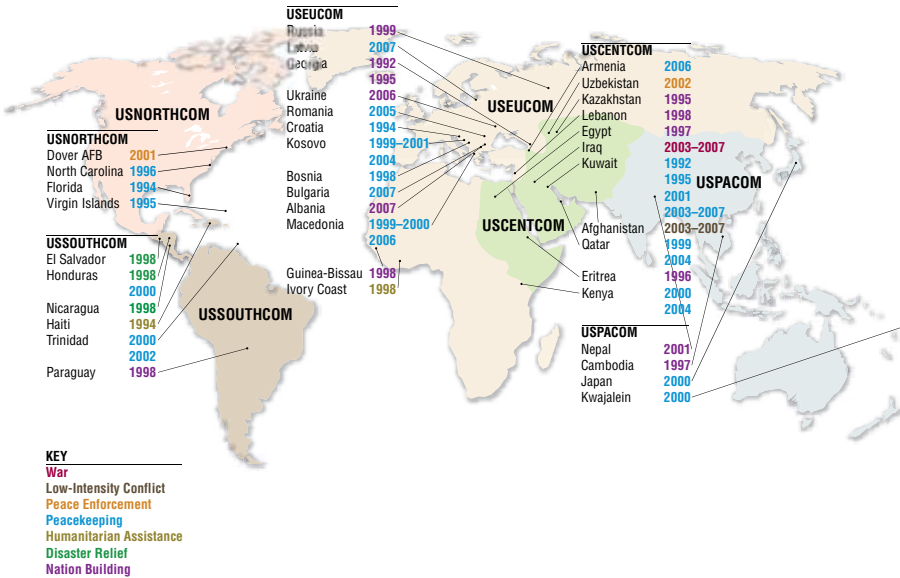 USEUCOM
Russia 1999
Latvia 2007
Georgia 1992
1995
Ukraine 2006
Romania 2005
Croatia 1994
Kosovo 1999–2001
2004
Bosnia 1998
Bulgaria 2007
Albania 2007
Macedonia 1999–2000
2006
Guinea-Bissau 1998
Ivory Coast 1998
USCENTCOM
Armenia 2006
Uzbekistan 2002
Kazakhstan 1995
Lebanon 1998
Egypt 1997
Iraq 2003–2007
Kuwait 1992
1995
2001
2003–2007
Afghanistan 2003–2007
Qatar 1999
2004
Eritrea 1996
Kenya 2000
2004
USPACOM
Nepal 2001
Cambodia 1997
Japan 2000
Kwajalein 2000
USNORTHCOM
USEUCOM
USPACOM
USCENTCOM
USSOUTHCOM
USNORTHCOM
Dover AFB 2001
North Carolina 1996
Florida 1994
Virgin Islands 1995
USSOUTHCOM
El Salvador 1998
Honduras 1998
2000
Nicaragua 1998
Haiti 1994
Trinidad 2000
2002
Paraguay 1998
KEY
War
Low-Intensity Conflict
Peace Enforcement
Peacekeeping
Humanitarian Assistance
Disaster Relief
Nation Building